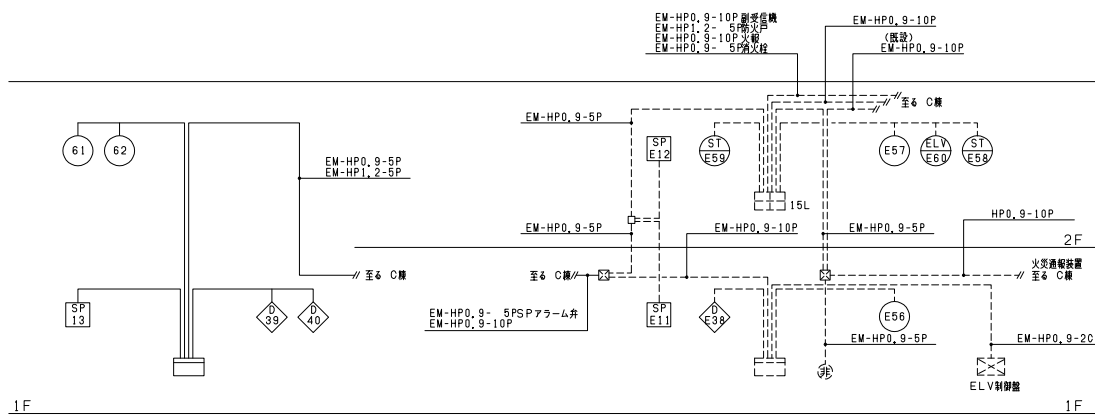 EM-HP0.9-10P 副受信機
EM-HP1.2- 5P防火戸
EM-HP0.9-10P 火報
EM-HP0.9- 5P消火栓
EM-HP0.9-10P
(既設)
EM-HP0.9-10P
至る C棟
EM-HP0.9-5P
61
62
SP
E12
ST
E59
E57
ELV
E60
ST
E58
EM-HP0.9-5P
EM-HP1.2-5P
15L
HP0.9-10P
EM-HP0.9-5P
EM-HP0.9-10P
EM-HP0.9-5P
2F
至る C棟
至る C棟
火災通報装置
至る C棟
SP
13
D
39
D
40
EM-HP0.9- 5PSPアラーム弁
EM-HP0.9-10P
SP
E11
D
E38
E56
EM-HP0.9-5P
EM-HP0.9-2C
非
ELV制御盤
1F
1F